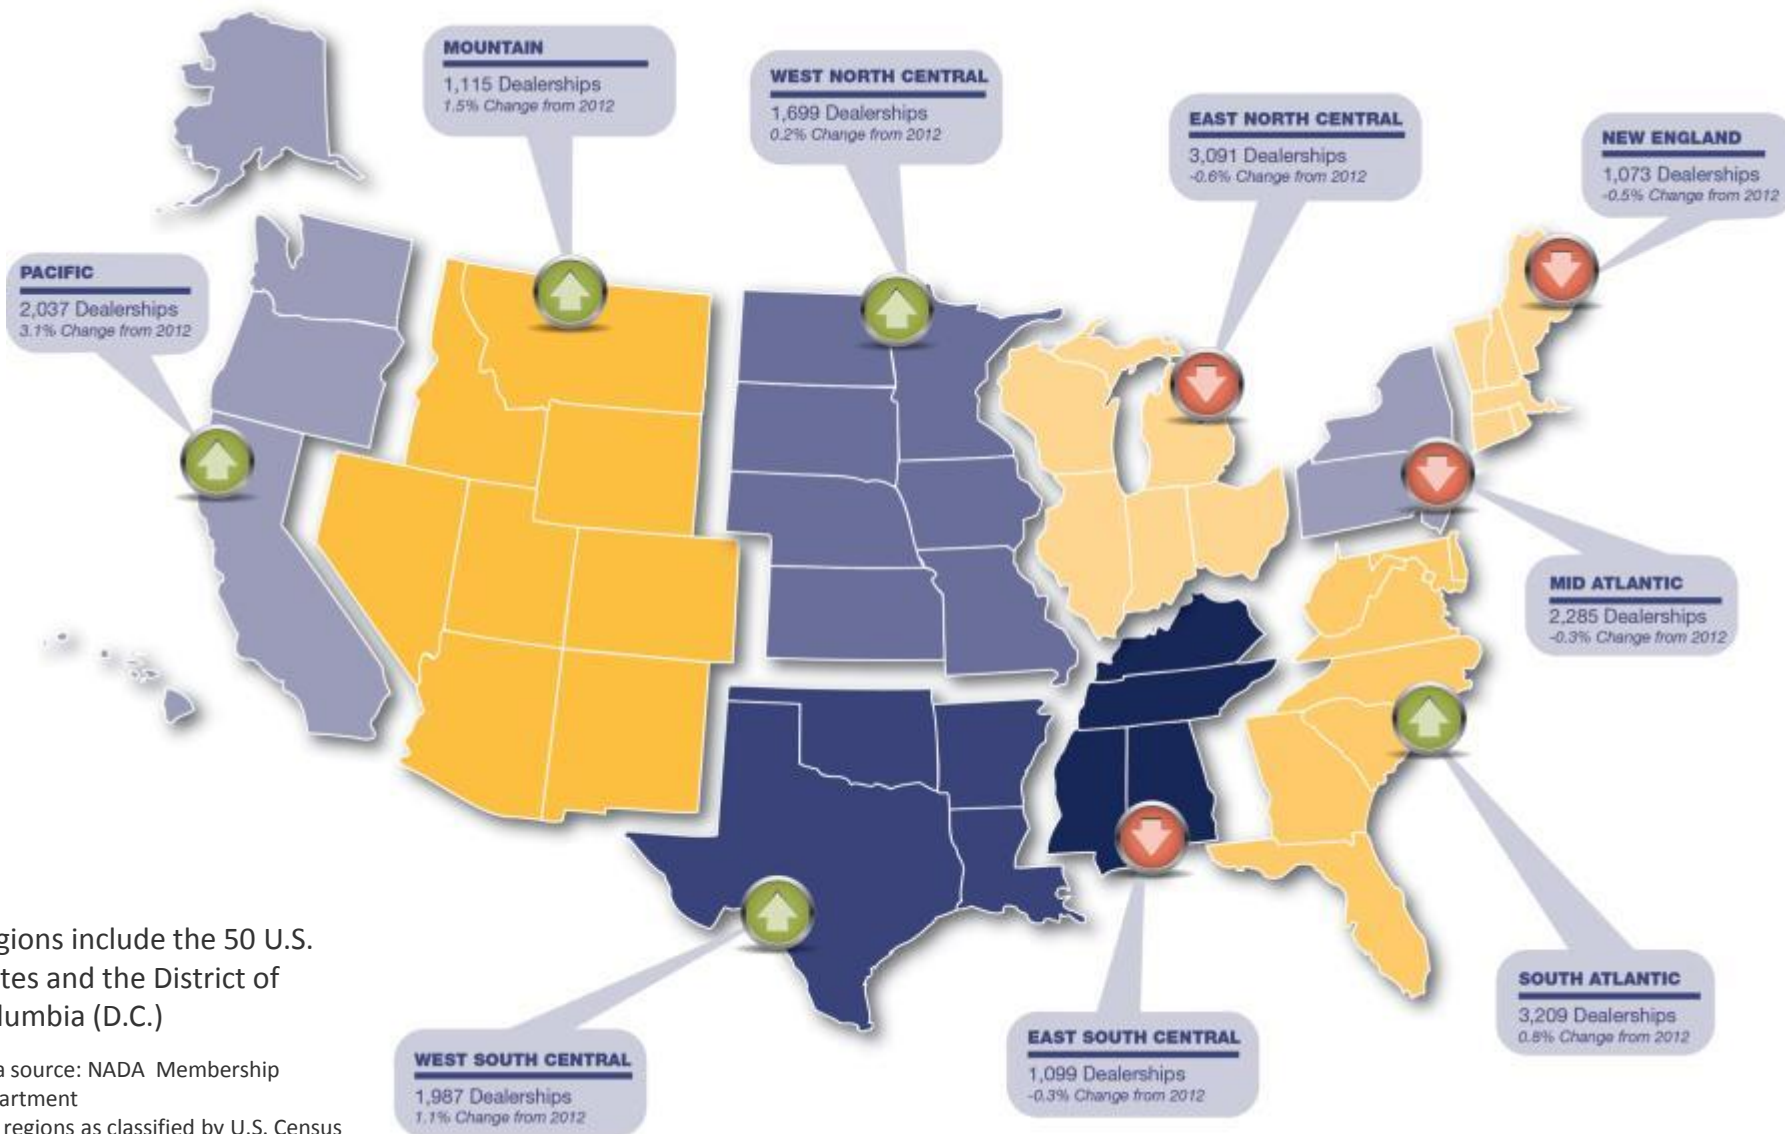 MOUNTAIN
1,115 Dealerships
1.5% Change from 2012
WEST NORTH CENTRAL
1,699 Dealerships
0.2% Change from 2012
EAST NORTH CENTRAL
3,091 Dealerships
-0.6% Change from 2012
NEW ENGLAND
1,073 Dealerships
-0.5% Change from 2012
PACIFIC
2,037 Dealerships
3.1% Change from 2012
MID ATLANTIC
2,285 Dealerships
-0.3% Change from 2012
SOUTH ATLANTIC
3,209 Dealerships
0.8% Change from 2012
EAST SOUTH CENTRAL
1,099 Dealerships
-0.3% Change from 2012
WEST SOUTH CENTRAL
1,987 Dealerships
1.1% Change from 2012
gions include the 50 U.S.
tes and the District of
lumbia (D.C.)
a source: NADA Membership
artment
regions as classified by U.S. Census